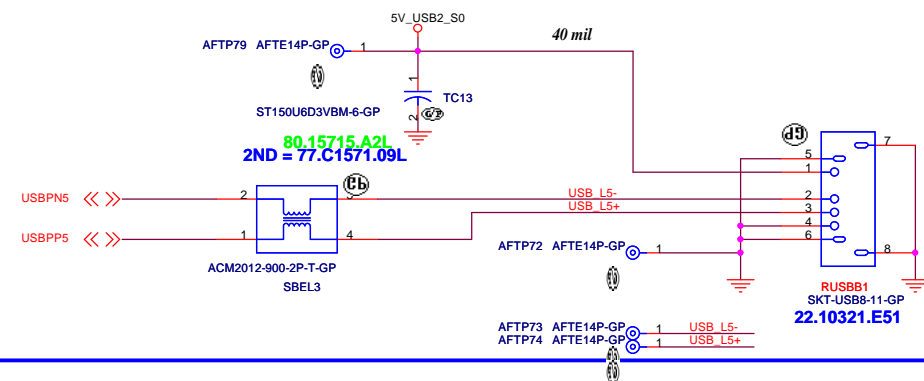 5V_USB2_S0
AFTP79 AFTE14P-GP 1
40 mil
1
TC13
ST150U6D3VBM-6-GP
2
80.15715.A2L
2ND = 77.C1571.09L
GP
5
7
1
USBPN5
2
USB_L5-
2
USB_L5+
3
4
USBPP5
1
4
6
AFTP72 AFTE14P-GP 1
8
ACM2012-900-2P-T-GP
SBEL3
RUSBB1
SKT-USB8-11-GP
22.10321.E51
AFTP73 AFTE14P-GP 1 USB_L5-
AFTP74 AFTE14P-GP 1 USB_L5+